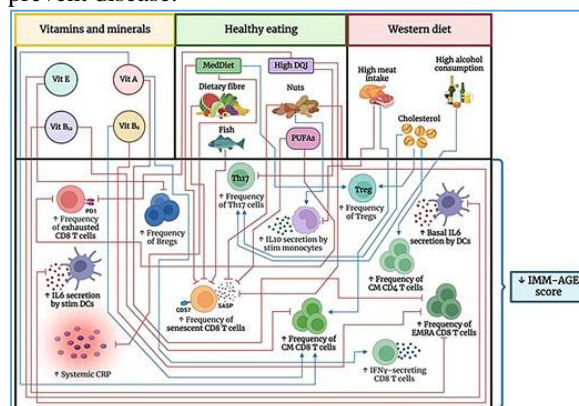 prevent disease.
Vitamins and minerals
Healthy eating
Western diet
Vit E
Vit A
Vit B₁₂
Vit B₆
MedDiet
High DQI
Dietary fibre
Nuts
Fish
PUFAs
High meat
intake
High alcohol
consumption
Cholesterol
PD1
↑ Frequency
of exhausted
CD8 T cells
↑ Frequency
of Bregs
Th17
↑ Frequency
of Th17 cells
↑ IL10 secretion by
stim monocytes
Treg
↑ Frequency
of Tregs
↑ Basal IL6
secretion by DCs
↑ IL6 secretion
by stim DCs
CD57
SASP
↑ Frequency of
senescent CD8 T cells
↑ Frequency of
CM CD4 T cells
↑ Frequency of
CM CD8 T cells
↑ Frequency of
EMRA CD8 T cells
↑ Systemic CRP
↑ IFNγ-secreting
CD8 T cells
↓ IMM-AGE
score